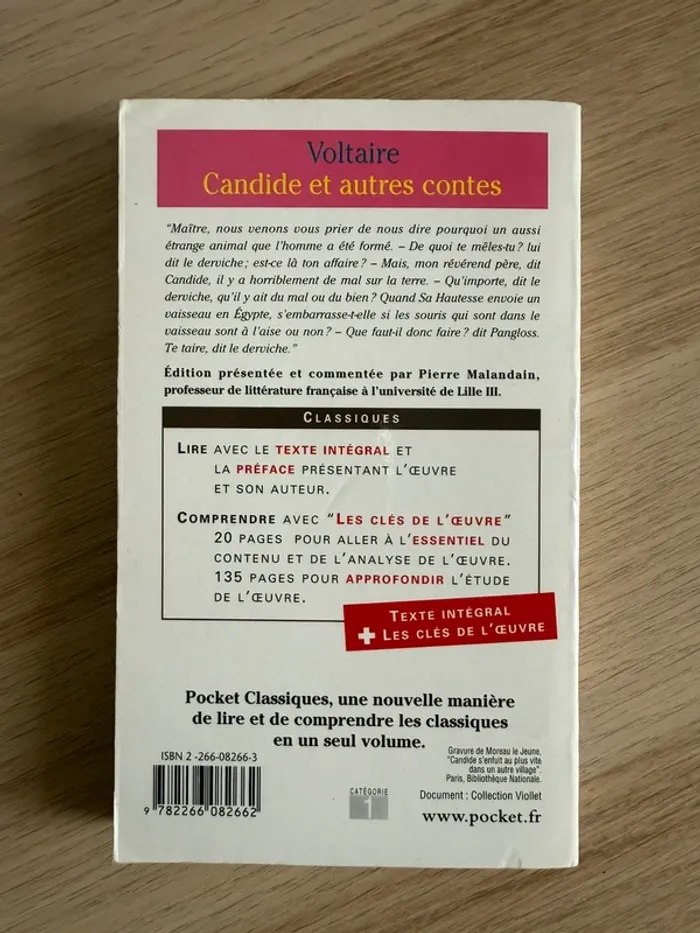 Voltaire
Candide et autres contes
"Maître, nous venons vous prier de nous dire pourquoi un aussi
étrange animal que l'homme a été formé. – De quoi te mêles-tu ? lui
dit le derviche ; est-ce là ton affaire ? – Mais, mon révérend père, dit
Candide, il y a horriblement de mal sur la terre. – Qu'importe, dit le
derviche, qu'il y ait du mal ou du bien ? Quand Sa Hautesse envoie un
vaisseau en Égypte, s'embarrasse-t-elle si les souris qui sont dans le
vaisseau sont à l'aise ou non ? – Que faut-il donc faire ? dit Pangloss.
Te taire, dit le derviche."
Édition présentée et commentée par Pierre Malandain,
professeur de littérature française à l'université de Lille III.
CLASSIQUES
LIRE AVEC LE TEXTE INTÉGRAL ET
LA PRÉFACE PRÉSENTANT L'ŒUVRE
ET SON AUTEUR.
COMPRENDRE AVEC "LES CLÉS DE L'ŒUVRE"
20 PAGES POUR ALLER À L'ESSENTIEL DU
CONTENU ET DE L'ANALYSE DE L'ŒUVRE.
135 PAGES POUR APPROFONDIR L'ÉTUDE
DE L'ŒUVRE.
TEXTE INTÉGRAL
+ LES CLÉS DE L'ŒUVRE
Pocket Classiques, une nouvelle manière
de lire et de comprendre les classiques
en un seul volume.
ISBN 2 -266-08266-3
9 782266 082662
CATÉGORIE
1
Gravure de Moreau le Jeune,
"Candide s'enfuit au plus vite
dans un autre village".
Paris, Bibliothèque Nationale.
Document : Collection Viollet
www.pocket.fr